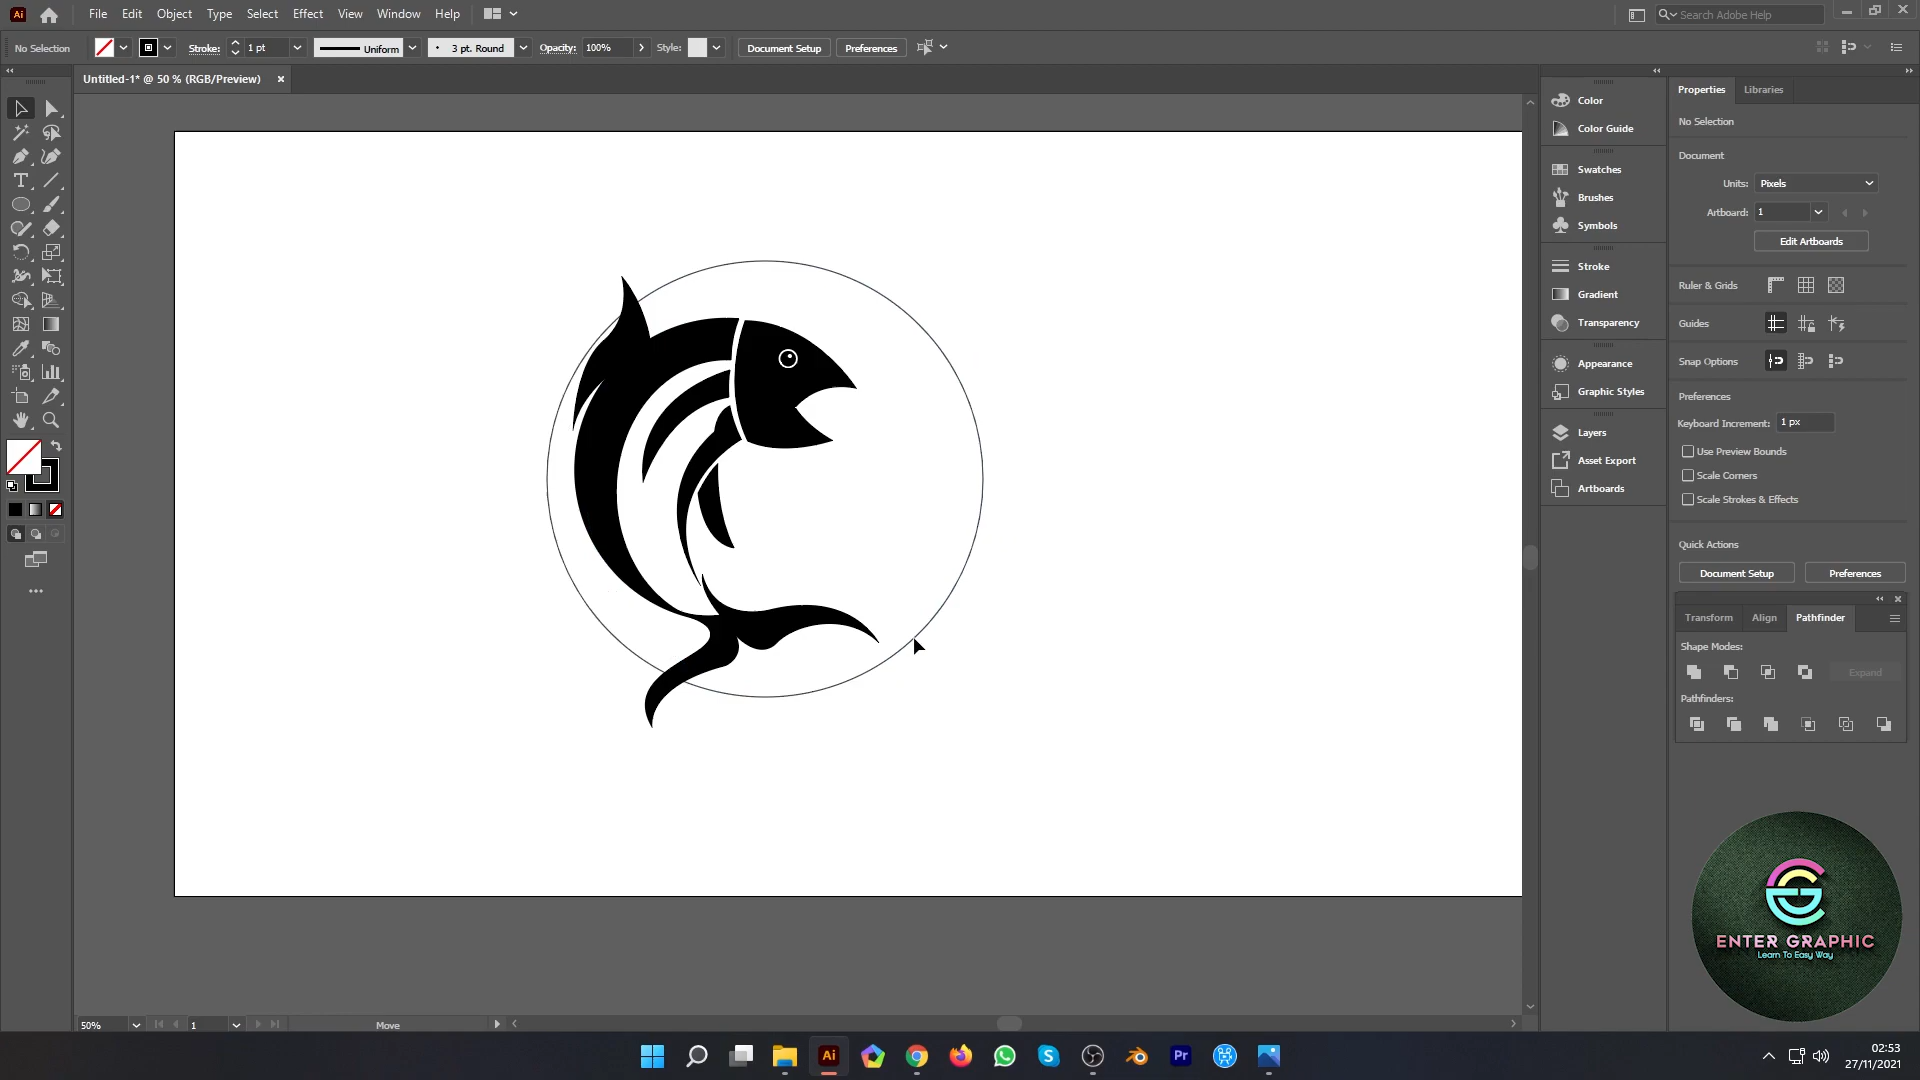 Ai File Edit Object Type Select Effect View Window Help Search Adobe Help
No Selection Stroke: 1 pt Uniform 3 pt. Round Opacity: 100% Style: Document Setup Preferences
Untitled-1* @ 50 % (RGB/Preview)
Color
Color Guide
Swatches
Brushes
Symbols
Stroke
Gradient
Transparency
Appearance
Graphic Styles
Layers
Asset Export
Artboards
Properties Libraries
No Selection
Document
Units: Pixels
Artboard: 1
Edit Artboards
Ruler & Grids
Guides
Snap Options
Preferences
Keyboard Increment: 1 px
Use Preview Bounds
Scale Corners
Scale Strokes & Effects
Quick Actions
Document Setup Preferences
Transform Align Pathfinder
Shape Modes:
Expand
Pathfinders:
ENTER GRAPHIC
Learn To Easy Way
50% 1 Move
Ai Pr
02:53
27/11/2021